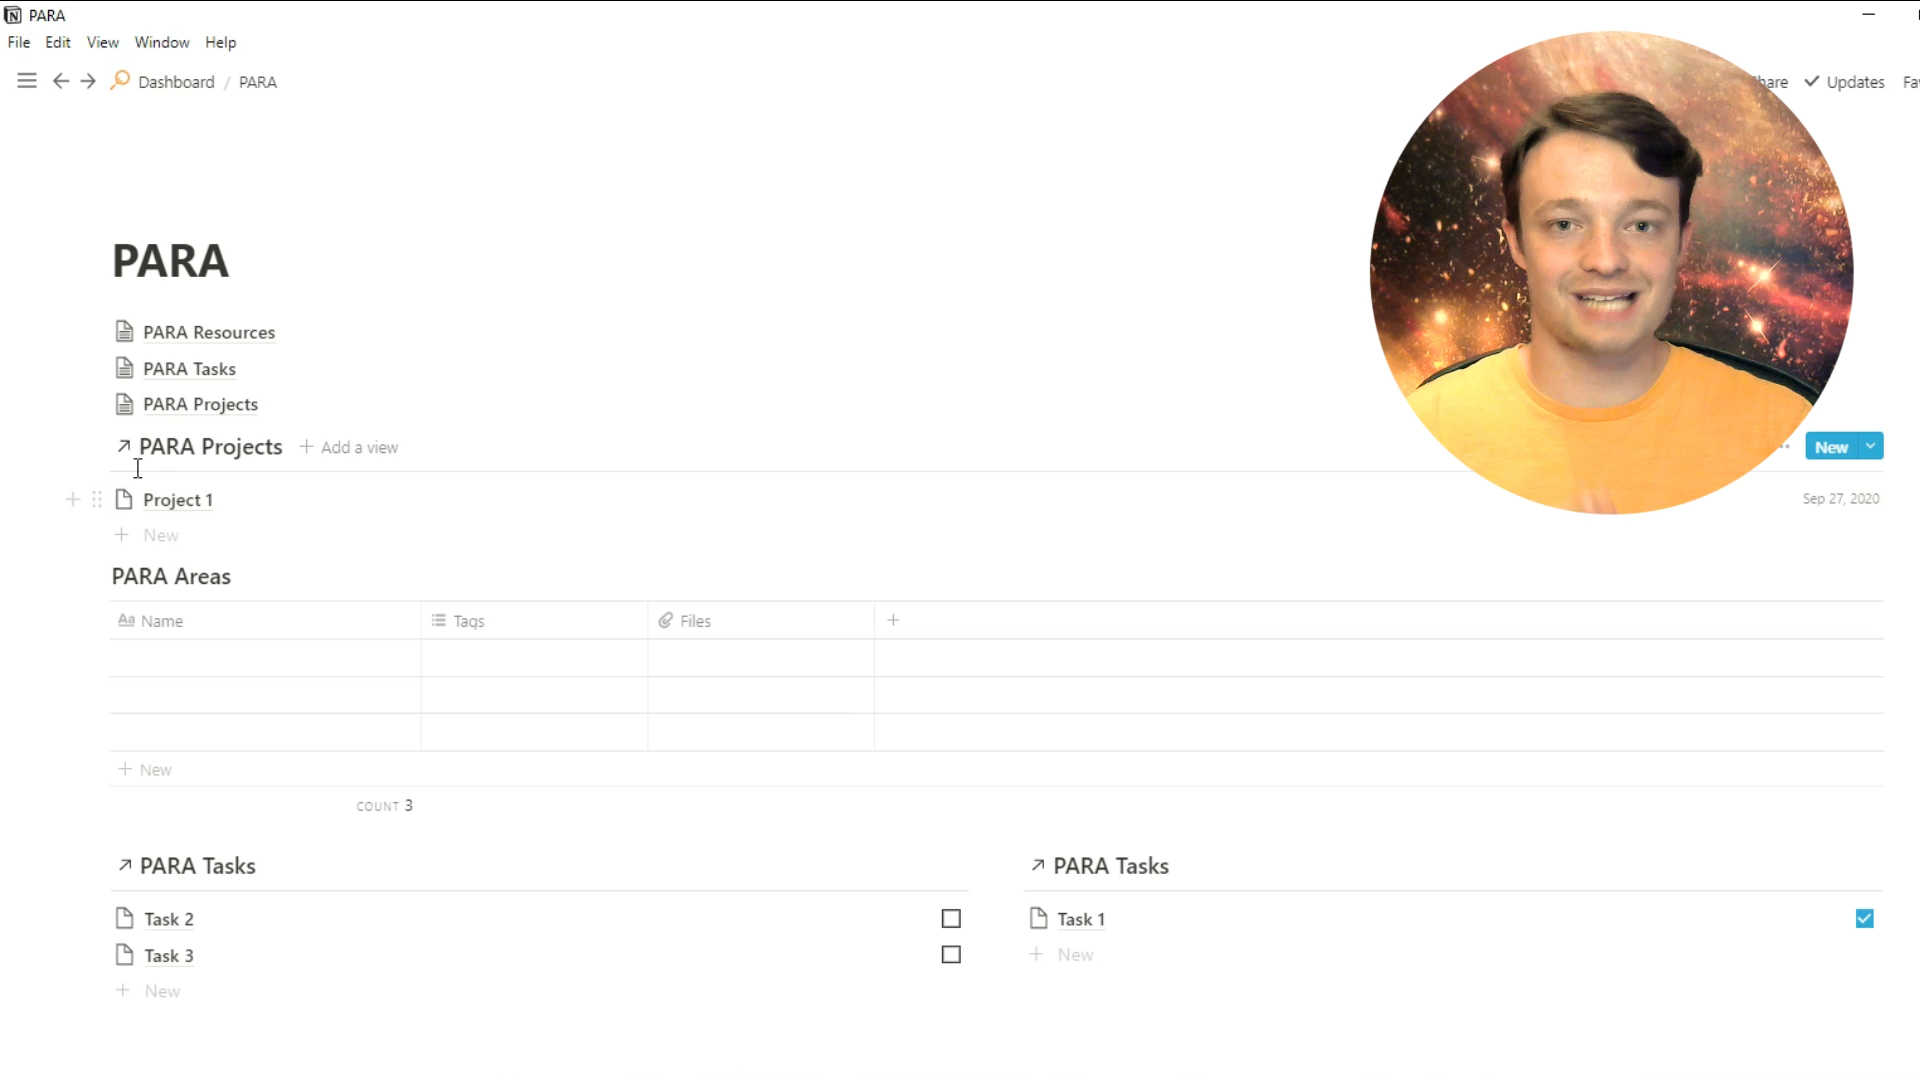 PARA
File Edit View Window Help
Dashboard / PARA
Updates
PARA
PARA Resources
PARA Tasks
PARA Projects
PARA Projects + Add a view
New
Project 1
Sep 27, 2020
+ New
PARA Areas
Aa Name Tags Files +
+ New
COUNT 3
PARA Tasks
Task 2
Task 3
+ New
PARA Tasks
Task 1
+ New